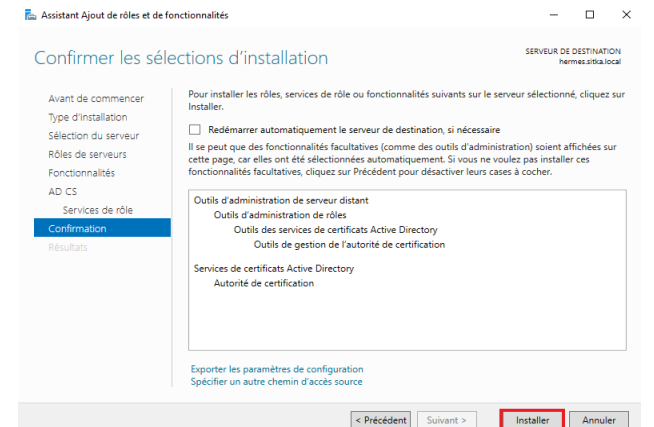 Assistant Ajout de rôles et de fonctionnalités
Confirmer les sélections d'installation
SERVEUR DE DESTINATION
hermes.sitka.local
Avant de commencer
Type d'installation
Sélection du serveur
Rôles de serveurs
Fonctionnalités
AD CS
Services de rôle
Confirmation
Résultats
Pour installer les rôles, services de rôle ou fonctionnalités suivants sur le serveur sélectionné, cliquez sur
Installer.
Redémarrer automatiquement le serveur de destination, si nécessaire
Il se peut que des fonctionnalités facultatives (comme des outils d'administration) soient affichées sur
cette page, car elles ont été sélectionnées automatiquement. Si vous ne voulez pas installer ces
fonctionnalités facultatives, cliquez sur Précédent pour désactiver leurs cases à cocher.
Outils d'administration de serveur distant
Outils d'administration de rôles
Outils des services de certificats Active Directory
Outils de gestion de l'autorité de certification
Services de certificats Active Directory
Autorité de certification
Exporter les paramètres de configuration
Spécifier un autre chemin d'accès source
< Précédent
Suivant >
Installer
Annuler